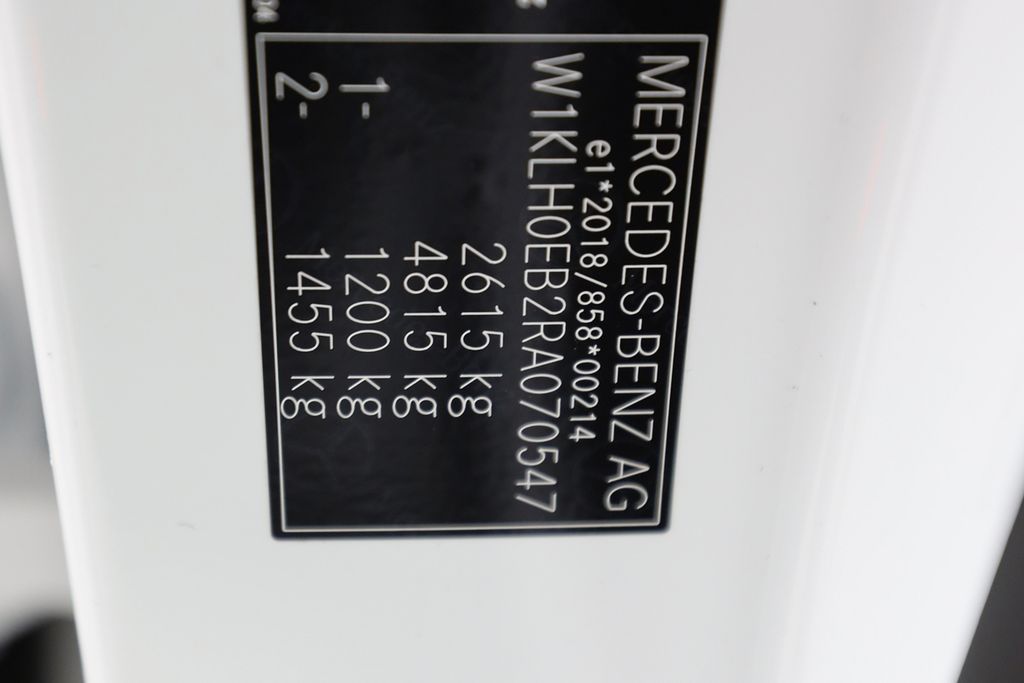 MERCEDES-BENZ AG
e1*2018/858*00214
W1KLH0EB2RA070547
2615 kg
4815 kg
1- 1200 kg
2- 1455 kg